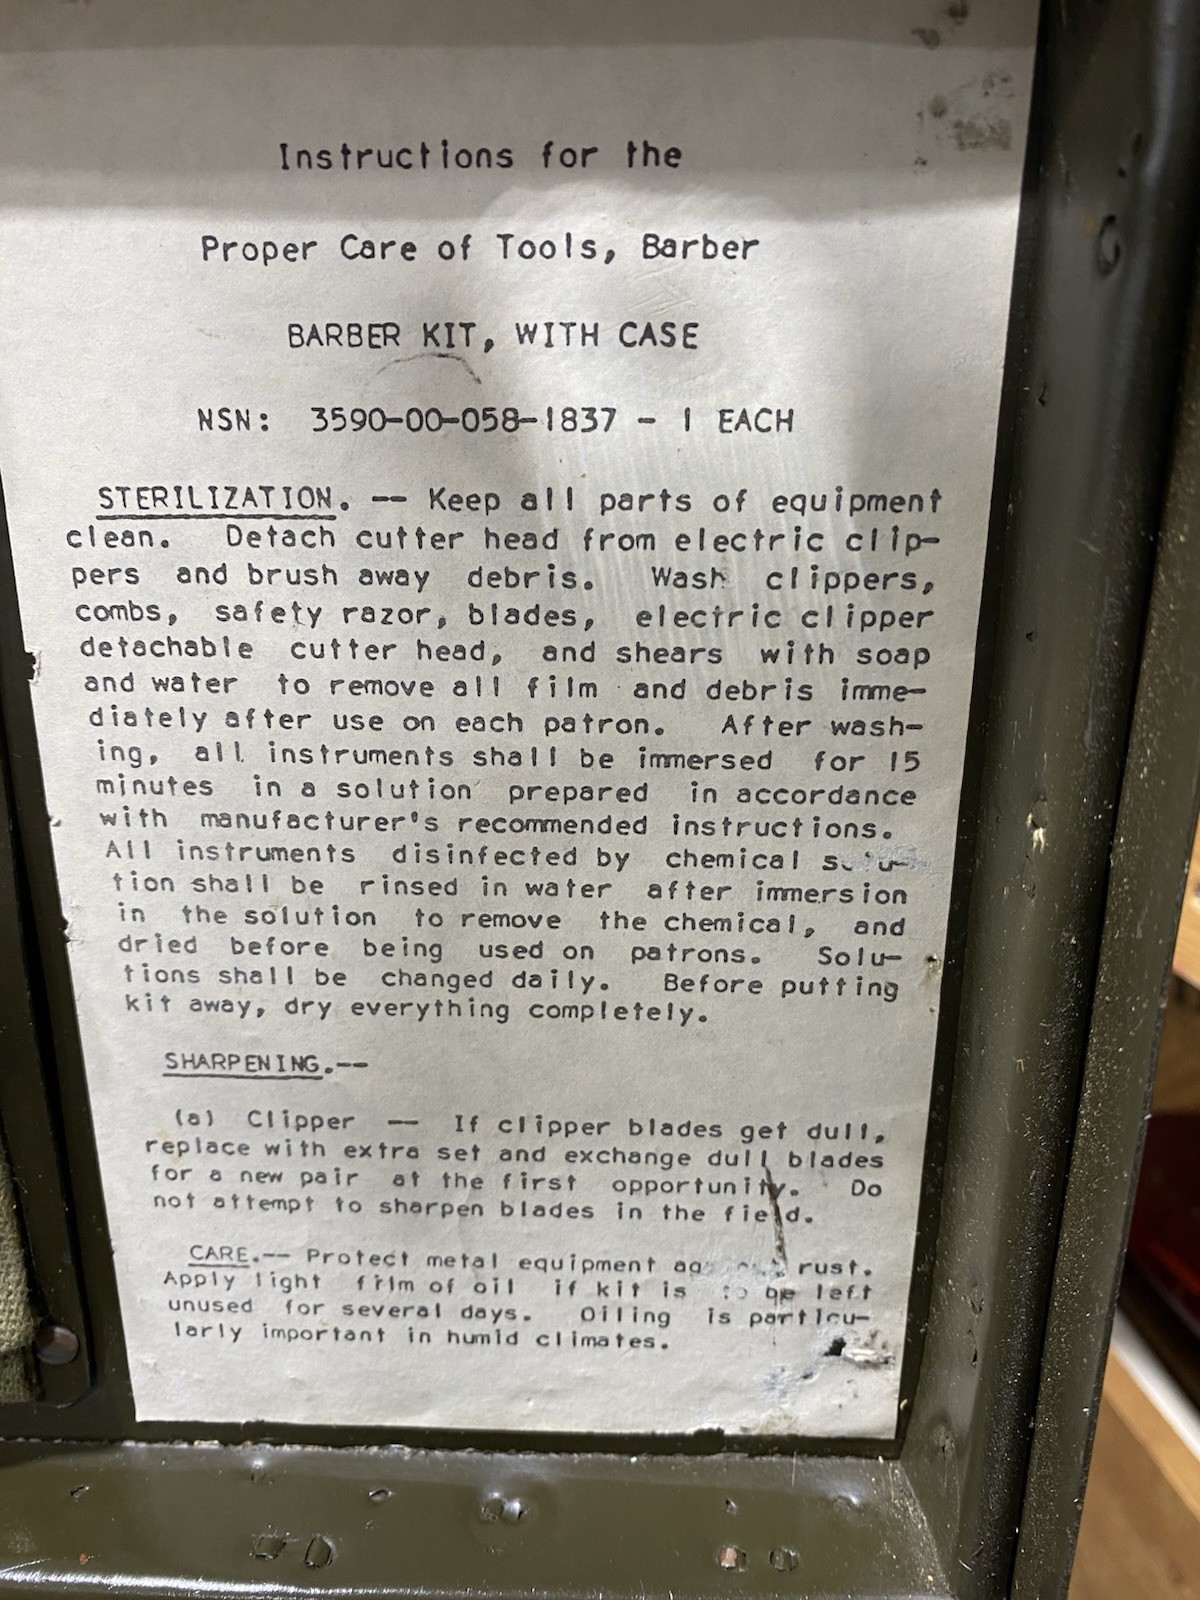 Instructions for the
Proper Care of Tools, Barber
BARBER KIT, WITH CASE
NSN: 3590-00-058-1837 - 1 EACH
STERILIZATION. -- Keep all parts of equipment
clean. Detach cutter head from electric clip-
pers and brush away debris. Wash clippers,
combs, safety razor, blades, electric clipper
detachable cutter head, and shears with soap
and water to remove all film and debris imme-
diately after use on each patron. After wash-
ing, all instruments shall be immersed for 15
minutes in a solution prepared in accordance
with manufacturer's recommended instructions.
All instruments disinfected by chemical solu-
tion shall be rinsed in water after immersion
in the solution to remove the chemical, and
dried before being used on patrons. Solu-
tions shall be changed daily. Before putting
kit away, dry everything completely.
SHARPENING.--
(a) Clipper -- If clipper blades get dull,
replace with extra set and exchange dull blades
for a new pair at the first opportunity. Do
not attempt to sharpen blades in the field.
CARE.-- Protect metal equipment against rust.
Apply light film of oil if kit is to be left
unused for several days. Oiling is particu-
larly important in humid climates.